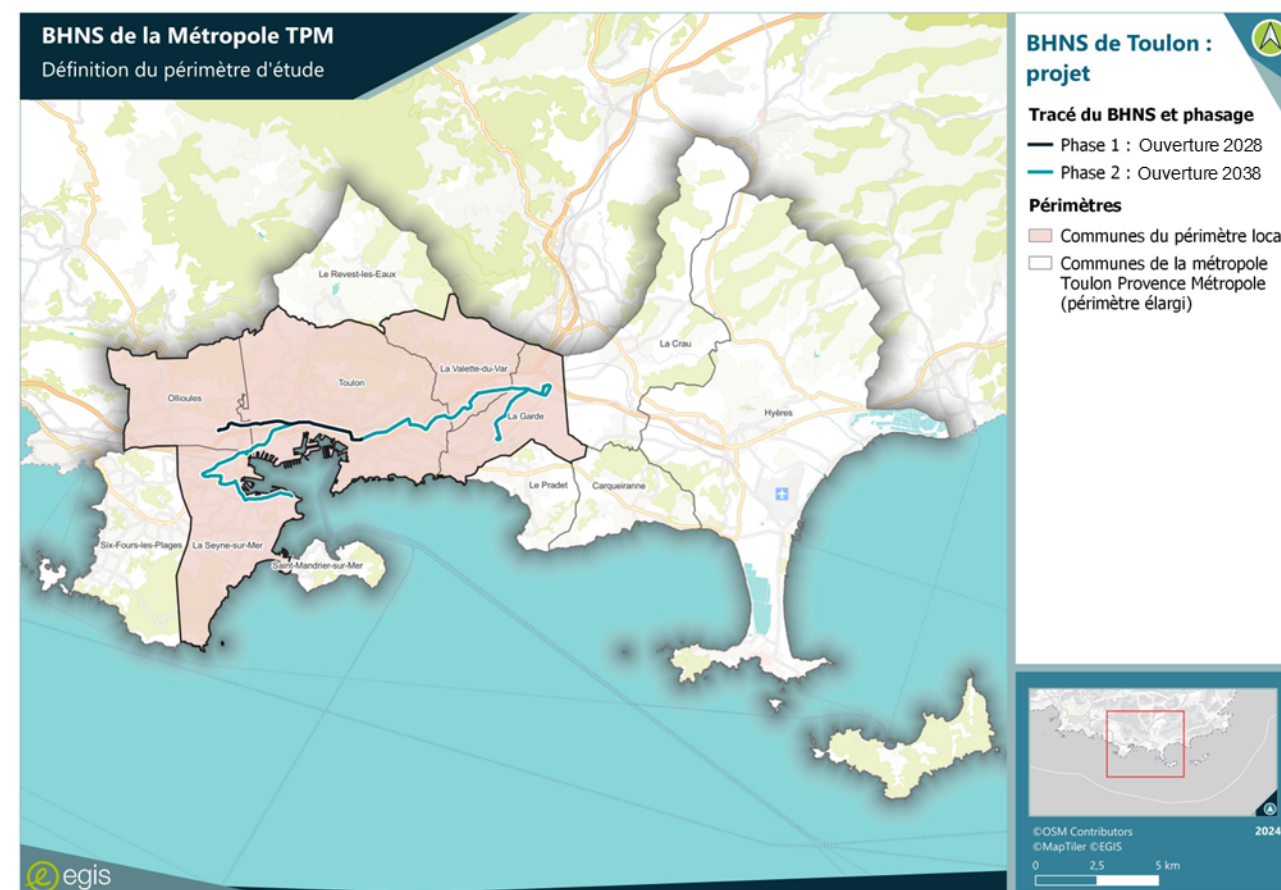 BHNS de la Métropole TPM
Définition du périmètre d'étude
Le Revest-les-Eaux
La Crau
La Valette-du-Var
Toulon
Ollioules
La Garde
Hyères
Le Pradet
Carqueiranne
Six-Fours-les-Plages
La Seyne-sur-Mer
Saint-Mandrier-sur-Mer
egis
BHNS de Toulon :
projet
Tracé du BHNS et phasage
Phase 1 : Ouverture 2028
Phase 2 : Ouverture 2038
Périmètres
Communes du périmètre loca
Communes de la métropole
Toulon Provence Métropole
(périmètre élargi)
©OSM Contributors
2024
©MapTiler ©EGIS
0 2,5 5 km